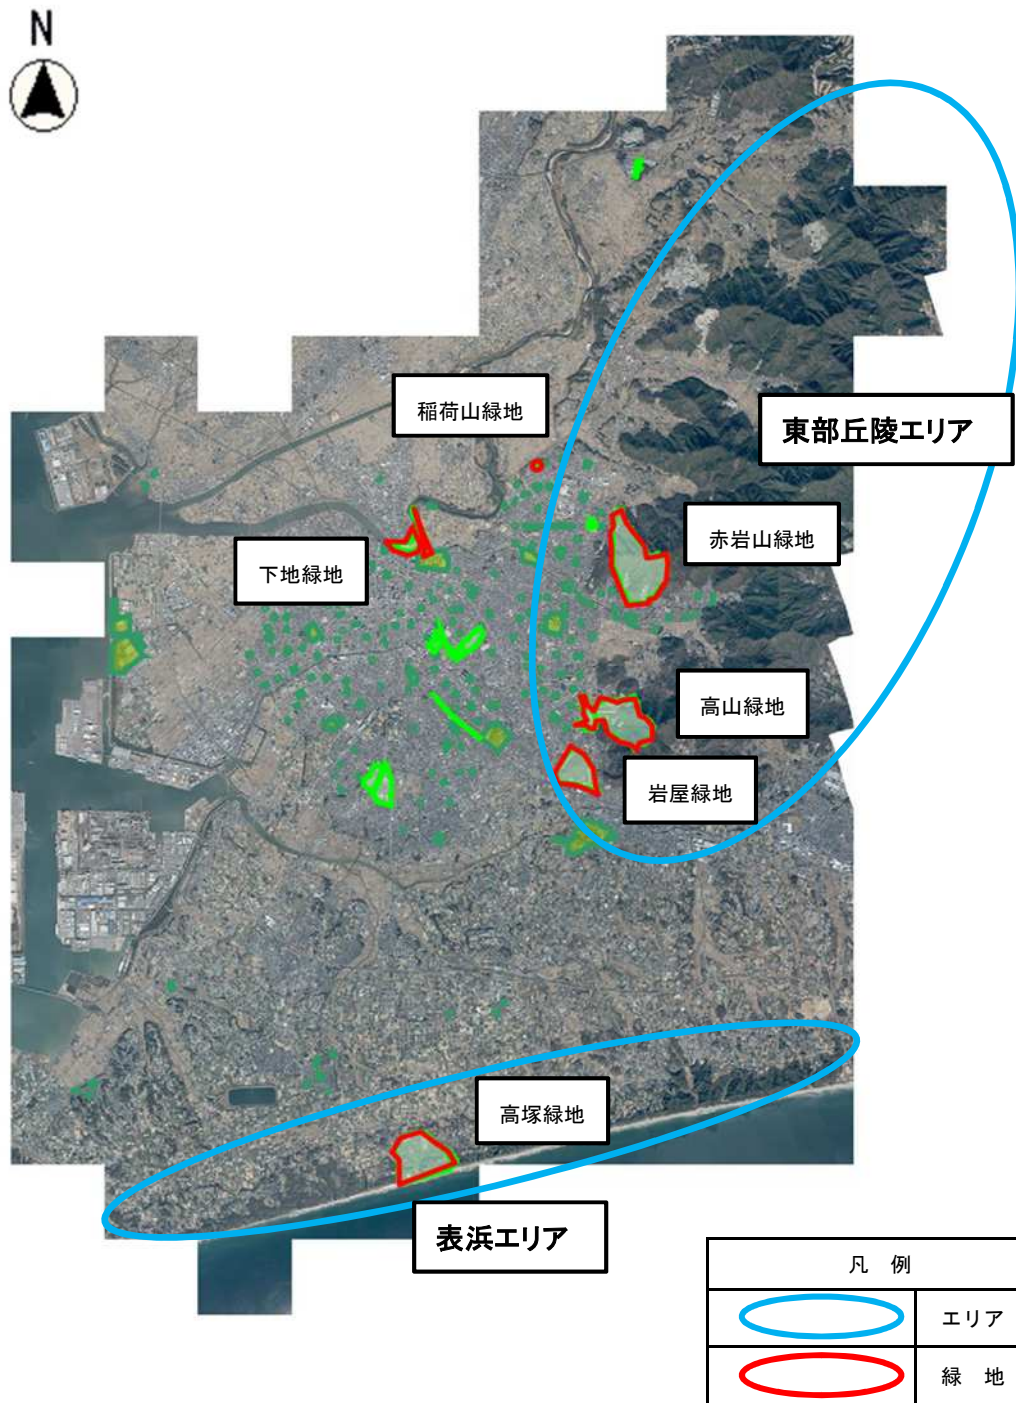 N
稲荷山緑地
東部丘陵エリア
赤岩山緑地
下地緑地
高山緑地
岩屋緑地
高塚緑地
表浜エリア
凡 例
エリア
緑 地